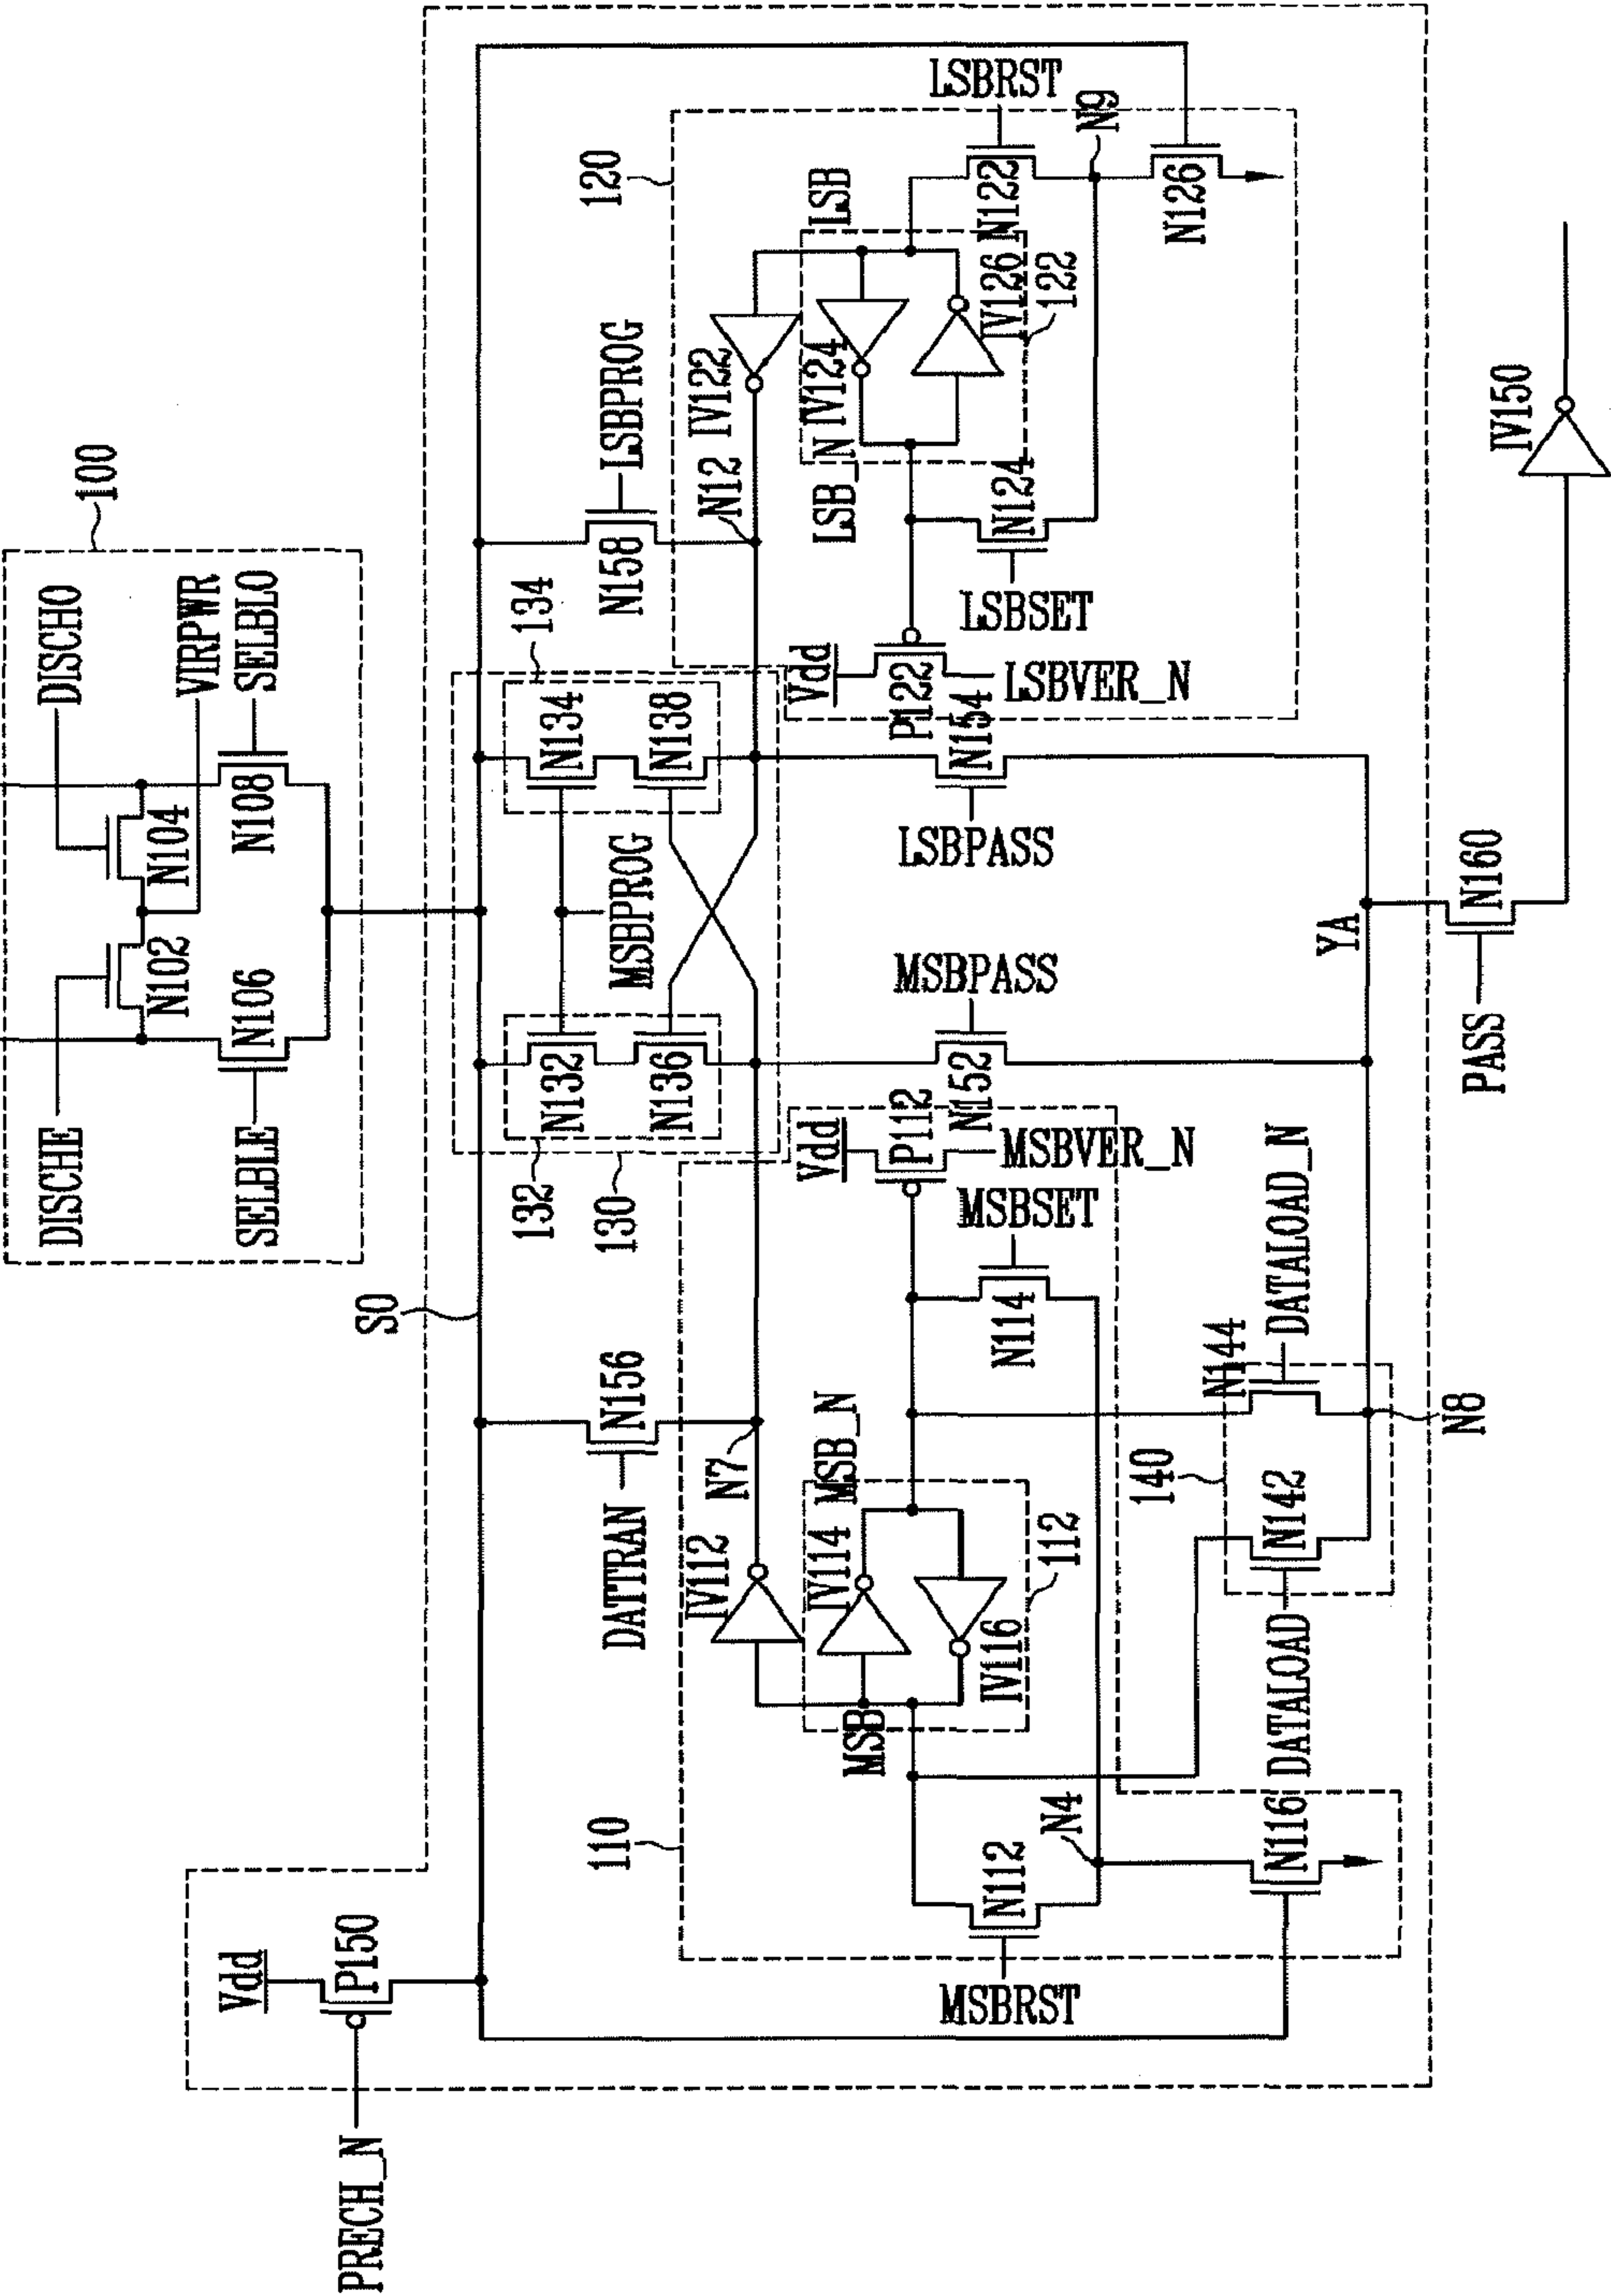 100
DISCHO
VIRPWR
SELBLO
N104
N108
N102
N106
DISCHE
SELBLE
LSBRST
N9
120
LSB
N122
N126
IV126
122
IV124
LSB_N
IV122
LSBPROG
N158
N12
N124
LSBSET
Vdd
P122
LSBVER_N
134
N134
N138
MSBPROG
N132
N136
132
130
N154
LSBPASS
MSBPASS
N152
YA
N160
PASS
IV150
S0
N156
DATTRAN
N7
Vdd
P112
MSBVER_N
MSBSET
N114
MSB_N
IV112
IV114
IV116
112
MSB
110
N112
N4
MSBRST
N116
DATALOAD_N
N144
N8
140
N142
DATALOAD
Vdd
P150
PRECH_N